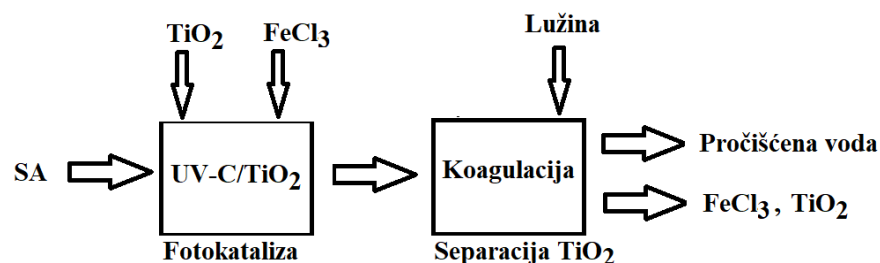 TiO2
FeCl3
Lužina
SA
UV-C/TiO2
Koagulacija
Pročišćena voda
FeCl3 , TiO2
Fotokataliza
Separacija TiO2